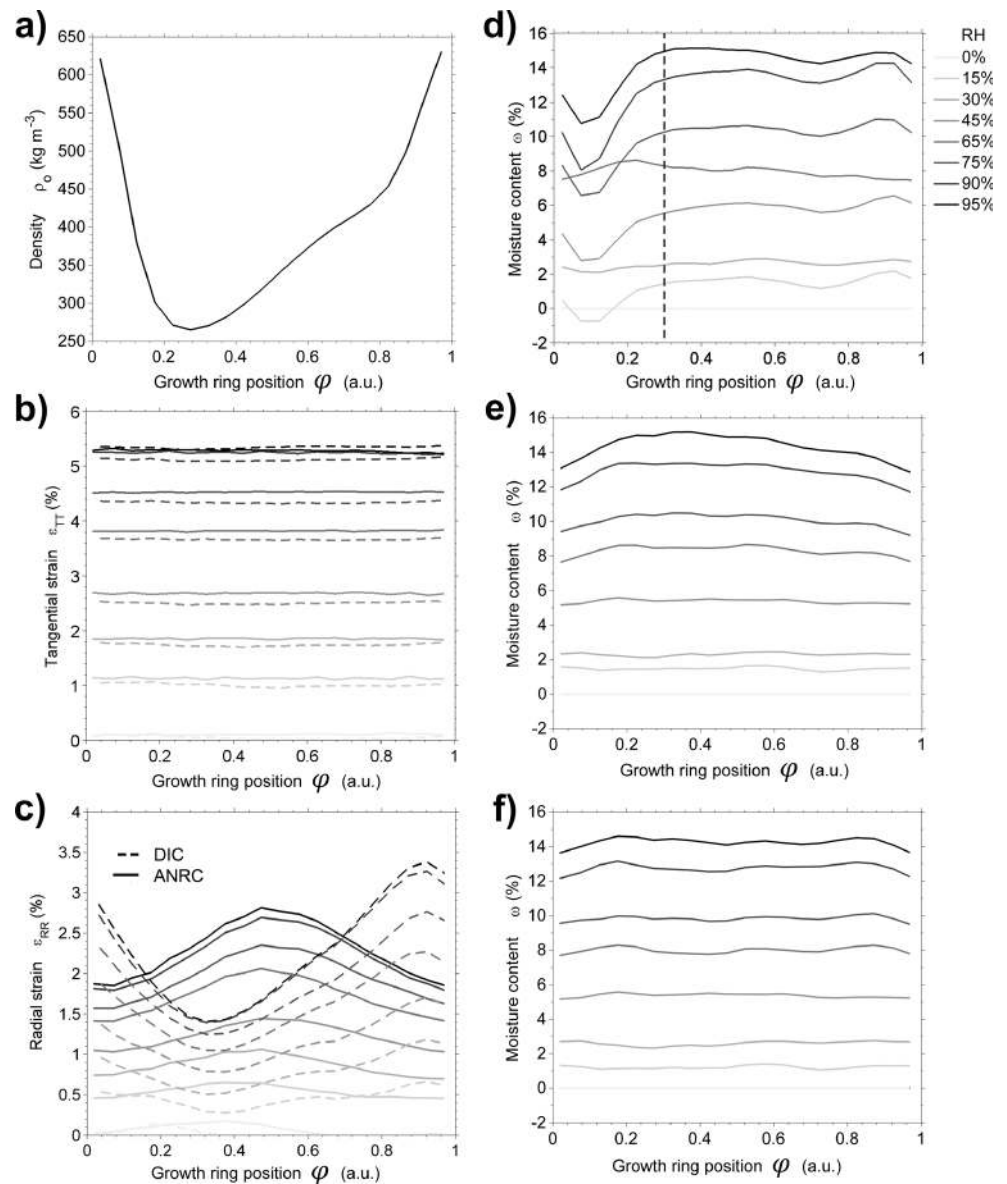 a)
650
600
550
500
450
400
350
300
250
Density ρo (kg m⁻³)
0 0.2 0.4 0.6 0.8 1
Growth ring position φ (a.u.)
b)
6
5
4
3
2
1
0
Tangential strain εTT (%)
0 0.2 0.4 0.6 0.8 1
Growth ring position φ (a.u.)
c)
4
3.5
3
2.5
2
1.5
1
0.5
0
Radial strain εRR (%)
DIC
ANRC
0 0.2 0.4 0.6 0.8 1
Growth ring position φ (a.u.)
d)
16
14
12
10
8
6
4
2
0
-2
Moisture content ω (%)
0 0.2 0.4 0.6 0.8 1
Growth ring position φ (a.u.)
RH
0%
15%
30%
45%
65%
75%
90%
95%
e)
16
14
12
10
8
6
4
2
0
-2
Moisture content ω (%)
0 0.2 0.4 0.6 0.8 1
Growth ring position φ (a.u.)
f)
16
14
12
10
8
6
4
2
0
-2
Moisture content ω (%)
0 0.2 0.4 0.6 0.8 1
Growth ring position φ (a.u.)